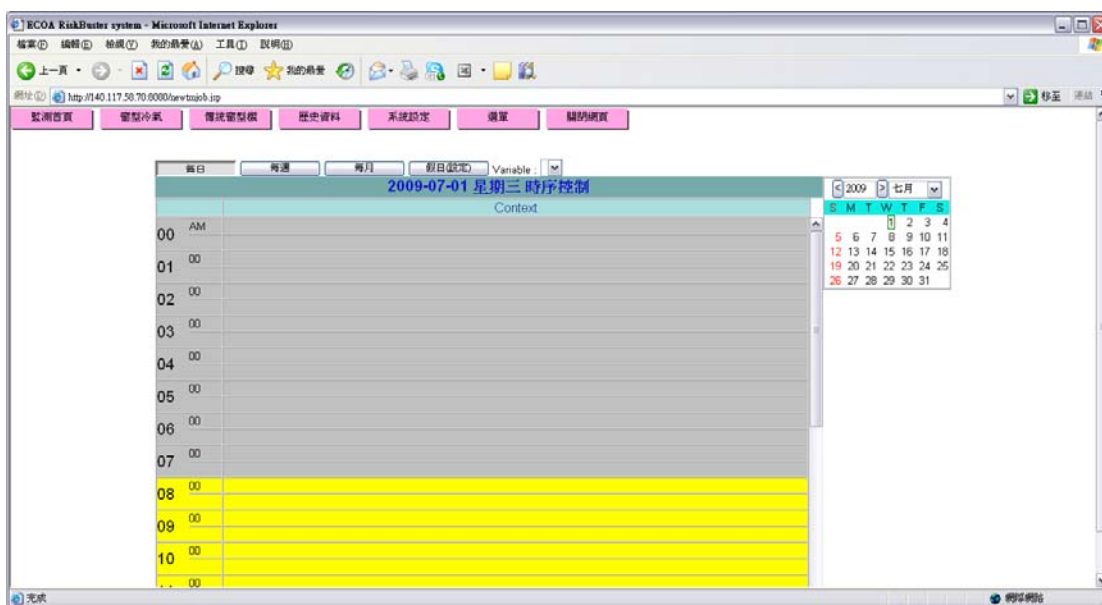 ECOA RiskBuster system - Microsoft Internet Explorer
檔案(F) 編輯(E) 檢視(V) 我的最愛(A) 工具(T) 說明(H)
上一頁 搜尋 我的最愛
網址(D) http://140.117.58.70:8000/newtmjob.jsp 移至 連結
監測首頁 窗型冷氣 傳統窗型機 歷史資料 系統設定 選單 關閉網頁
每日 每週 每月 假日(設定) Variable :
2009-07-01 星期三 時序控制
Context
2009 七月
S M T W T F S
1 2 3 4
5 6 7 8 9 10 11
12 13 14 15 16 17 18
19 20 21 22 23 24 25
26 27 28 29 30 31
00 AM
01 00
02 00
03 00
04 00
05 00
06 00
07 00
08 00
09 00
10 00
00
完成 網際網路